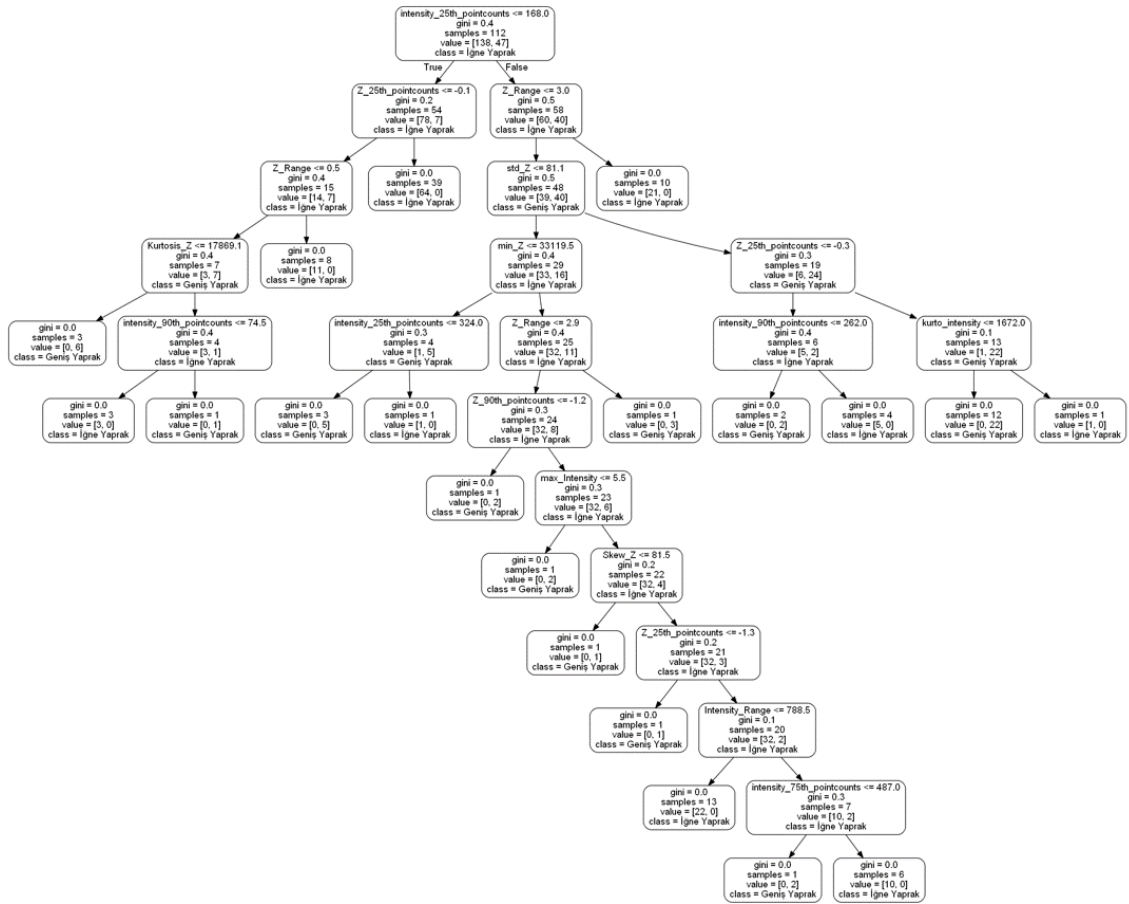 intensity_25th_pointcounts <= 168.0
gini = 0.4
samples = 112
value = [138, 47]
class = İğne Yaprak
True
False
Z_25th_pointcounts <= -0.1
gini = 0.2
samples = 54
value = [78, 7]
class = İğne Yaprak
Z_Range <= 3.0
gini = 0.5
samples = 58
value = [60, 40]
class = İğne Yaprak
Z_Range <= 0.5
gini = 0.4
samples = 15
value = [14, 7]
class = İğne Yaprak
gini = 0.0
samples = 39
value = [64, 0]
class = İğne Yaprak
std_Z <= 81.1
gini = 0.5
samples = 48
value = [39, 40]
class = Geniş Yaprak
gini = 0.0
samples = 10
value = [21, 0]
class = İğne Yaprak
Kurtosis_Z <= 17869.1
gini = 0.4
samples = 7
value = [3, 7]
class = Geniş Yaprak
gini = 0.0
samples = 8
value = [11, 0]
class = İğne Yaprak
min_Z <= 33119.5
gini = 0.4
samples = 29
value = [33, 16]
class = İğne Yaprak
Z_25th_pointcounts <= -0.3
gini = 0.3
samples = 19
value = [6, 24]
class = Geniş Yaprak
gini = 0.0
samples = 3
value = [0, 6]
class = Geniş Yaprak
intensity_90th_pointcounts <= 74.5
gini = 0.4
samples = 4
value = [3, 1]
class = İğne Yaprak
intensity_25th_pointcounts <= 324.0
gini = 0.3
samples = 4
value = [1, 5]
class = Geniş Yaprak
Z_Range <= 2.9
gini = 0.4
samples = 25
value = [32, 11]
class = İğne Yaprak
intensity_90th_pointcounts <= 262.0
gini = 0.4
samples = 6
value = [5, 2]
class = İğne Yaprak
kurto_intensity <= 1672.0
gini = 0.1
samples = 13
value = [1, 22]
class = Geniş Yaprak
gini = 0.0
samples = 3
value = [3, 0]
class = İğne Yaprak
gini = 0.0
samples = 1
value = [0, 1]
class = Geniş Yaprak
gini = 0.0
samples = 3
value = [0, 5]
class = Geniş Yaprak
gini = 0.0
samples = 1
value = [1, 0]
class = İğne Yaprak
Z_90th_pointcounts <= -1.2
gini = 0.3
samples = 24
value = [32, 8]
class = İğne Yaprak
gini = 0.0
samples = 1
value = [0, 3]
class = Geniş Yaprak
gini = 0.0
samples = 2
value = [0, 2]
class = Geniş Yaprak
gini = 0.0
samples = 4
value = [5, 0]
class = İğne Yaprak
gini = 0.0
samples = 12
value = [0, 22]
class = Geniş Yaprak
gini = 0.0
samples = 1
value = [1, 0]
class = İğne Yaprak
gini = 0.0
samples = 1
value = [0, 2]
class = Geniş Yaprak
max_Intensity <= 5.5
gini = 0.3
samples = 23
value = [32, 6]
class = İğne Yaprak
gini = 0.0
samples = 1
value = [0, 2]
class = Geniş Yaprak
Skew_Z <= 81.5
gini = 0.2
samples = 22
value = [32, 4]
class = İğne Yaprak
gini = 0.0
samples = 1
value = [0, 1]
class = Geniş Yaprak
Z_25th_pointcounts <= -1.3
gini = 0.2
samples = 21
value = [32, 3]
class = İğne Yaprak
gini = 0.0
samples = 1
value = [0, 1]
class = Geniş Yaprak
Intensity_Range <= 788.5
gini = 0.1
samples = 20
value = [32, 2]
class = İğne Yaprak
gini = 0.0
samples = 13
value = [22, 0]
class = İğne Yaprak
intensity_75th_pointcounts <= 487.0
gini = 0.3
samples = 7
value = [10, 2]
class = İğne Yaprak
gini = 0.0
samples = 1
value = [0, 2]
class = Geniş Yaprak
gini = 0.0
samples = 6
value = [10, 0]
class = İğne Yaprak